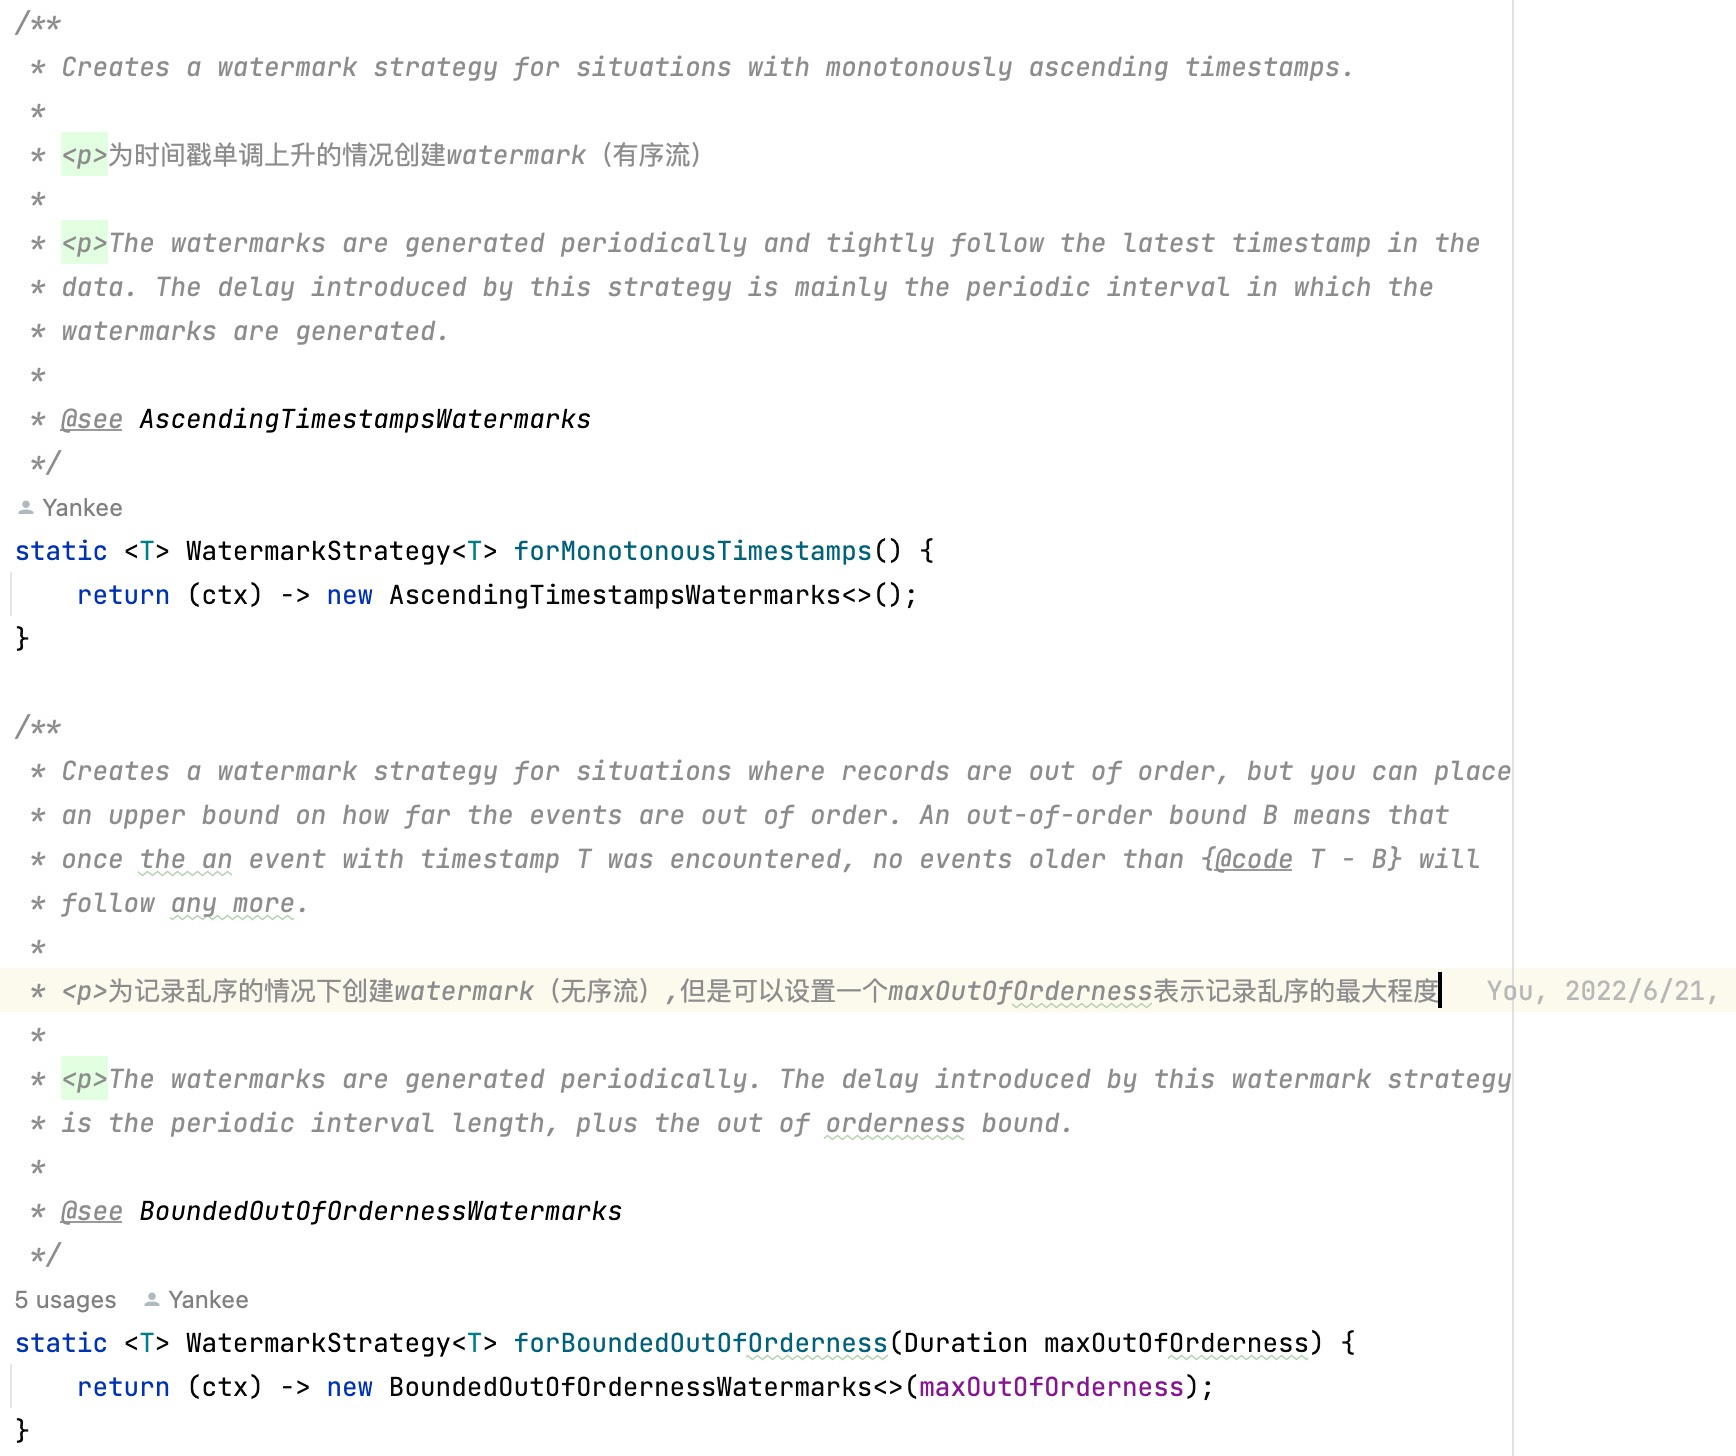 /**
 * Creates a watermark strategy for situations with monotonously ascending timestamps.
 *
 * <p>为时间戳单调上升的情况创建watermark（有序流）
 *
 * <p>The watermarks are generated periodically and tightly follow the latest timestamp in the
 * data. The delay introduced by this strategy is mainly the periodic interval in which the
 * watermarks are generated.
 *
 * @see AscendingTimestampsWatermarks
 */
Yankee
static <T> WatermarkStrategy<T> forMonotonousTimestamps() {
    return (ctx) -> new AscendingTimestampsWatermarks<>();
}
/**
 * Creates a watermark strategy for situations where records are out of order, but you can place
 * an upper bound on how far the events are out of order. An out-of-order bound B means that
 * once the an event with timestamp T was encountered, no events older than {@code T - B} will
 * follow any more.
 *
 * <p>为记录乱序的情况下创建watermark（无序流）,但是可以设置一个maxOutOfOrderness表示记录乱序的最大程度 You, 2022/6/21,
 *
 * <p>The watermarks are generated periodically. The delay introduced by this watermark strategy
 * is the periodic interval length, plus the out of orderness bound.
 *
 * @see BoundedOutOfOrdernessWatermarks
 */
5 usages Yankee
static <T> WatermarkStrategy<T> forBoundedOutOfOrderness(Duration maxOutOfOrderness) {
    return (ctx) -> new BoundedOutOfOrdernessWatermarks<>(maxOutOfOrderness);
}